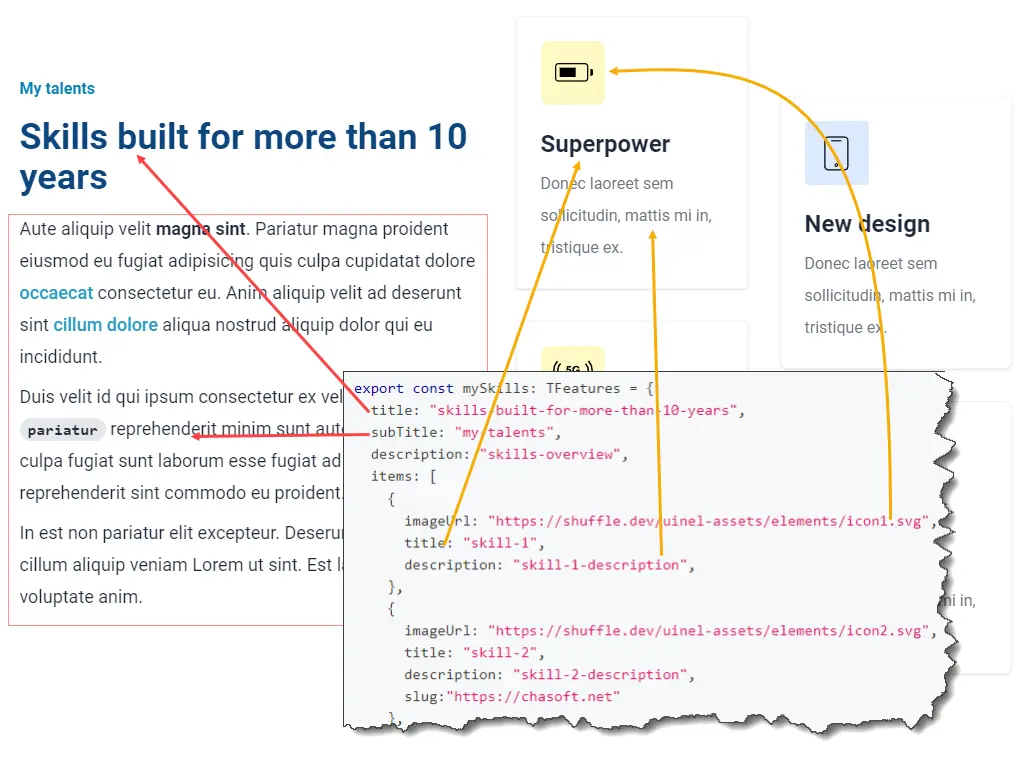 My talents
Skills built for more than 10
years
Aute aliquip velit magna sint. Pariatur magna proident
eiusmod eu fugiat adipisicing quis culpa cupidatat dolore
occaecat consectetur eu. Anim aliquip velit ad deserunt
sint cillum dolore aliqua nostrud aliquip dolor qui eu
incididunt.
Duis velit id qui ipsum consectetur ex vel
pariatur reprehenderit minim sunt aute
culpa fugiat sunt laborum esse fugiat ad
reprehenderit sint commodo eu proident.
In est non pariatur elit excepteur. Deserun
cillum aliquip veniam Lorem ut sint. Est
voluptate anim.
Superpower
Donec laoreet sem
sollicitudin, mattis mi in,
tristique ex.
New design
Donec laoreet sem
sollicitudin, mattis mi in,
tristique ex.
5G
export const mySkills: TFeatures = {
title: "skills-built-for-more-than-10-years",
subTitle: "my-talents",
description: "skills-overview",
items: [
{
imageUrl: "https://shuffle.dev/uinel-assets/elements/icon1.svg",
title: "skill-1",
description: "skill-1-description",
},
{
imageUrl: "https://shuffle.dev/uinel-assets/elements/icon2.svg",
title: "skill-2",
description: "skill-2-description",
slug:"https://chasoft.net"
},
mi in,